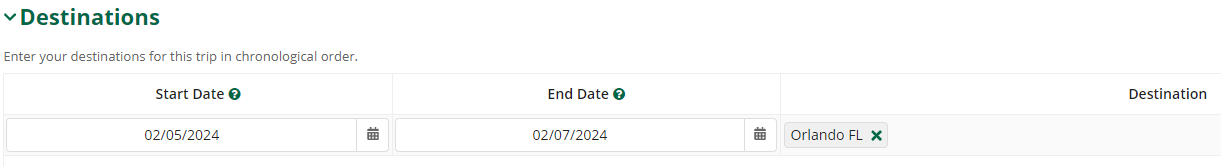 Destinations
Enter your destinations for this trip in chronological order.
Start Date ? End Date ? Destination
02/05/2024 02/07/2024 Orlando FL